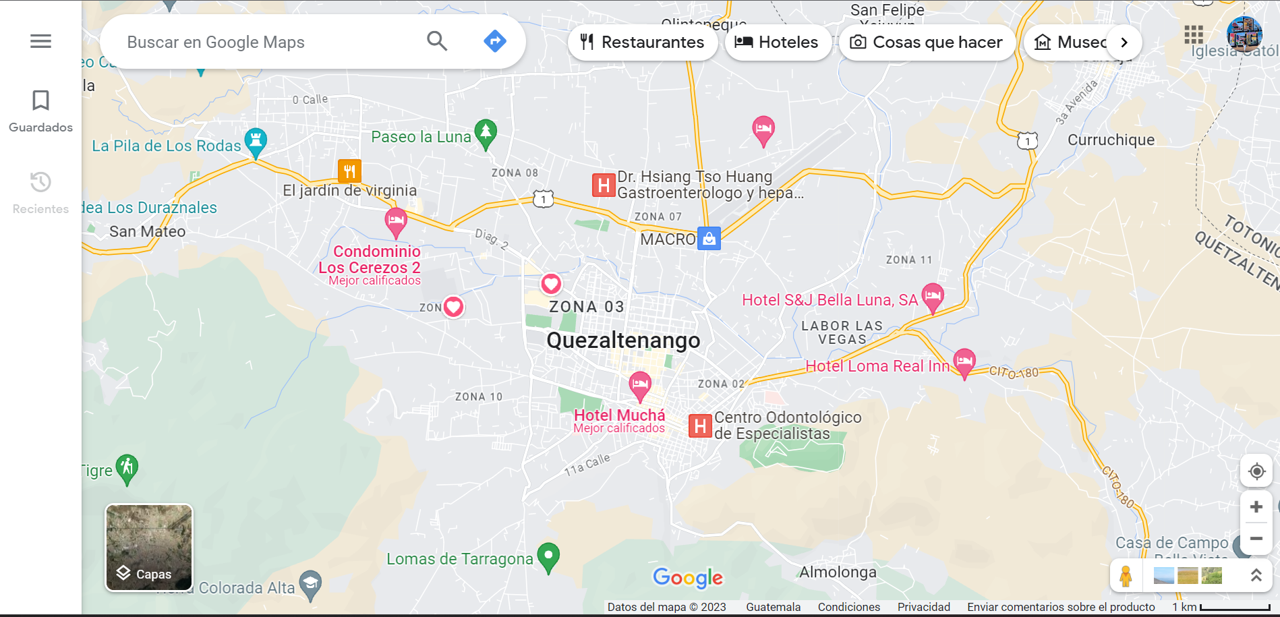 Buscar en Google Maps
Restaurantes
Hoteles
Cosas que hacer
Museo
Guardados
Recientes
Olintepeque
San Felipe
la
0 Calle
Paseo la Luna
La Pila de Los Rodas
ZONA 08
El jardín de virginia
1
Dr. Hsiang Tso Huang
Gastroenterologo y hepa...
ZONA 07
MACRO
3a Avenida
1
Curruchique
Iglesia Catól
dea Los Duraznales
San Mateo
Diag. 2
Condominio
Los Cerezos 2
Mejor calificados
ZONA 11
TOTONIC
QUETZALTEN
ZON
ZONA 03
Quezaltenango
Hotel S&J Bella Luna, SA
LABOR LAS
VEGAS
Hotel Loma Real Inn
CITO-180
ZONA 02
ZONA 10
Hotel Muchá
Mejor calificados
H
H
Centro Odontológico
de Especialistas
11a Calle
Tigre
CITO-180
Lomas de Tarragona
Capas
Colorada Alta
Google
Almolonga
Casa de Campo
Datos del mapa © 2023
Guatemala
Condiciones
Privacidad
Enviar comentarios sobre el producto
1 km